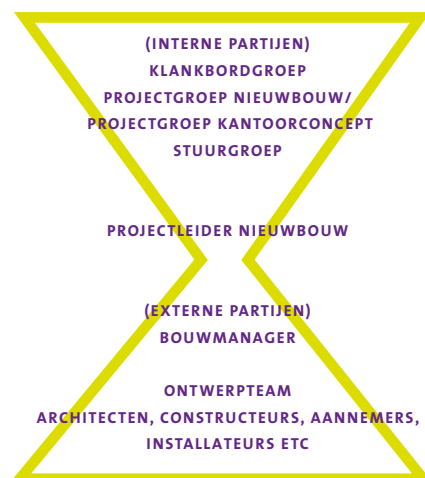 (INTERNE PARTIJEN)
KLANKBORDGROEP
PROJECTGROEP NIEUWBOUW/
PROJECTGROEP KANTOORCONCEPT
STUURGROEP
PROJECTLEIDER NIEUWBOUW
(EXTERNE PARTIJEN)
BOUWMANAGER
ONTWERPTEAM
ARCHITECTEN, CONSTRUCTEURS, AANNEMERS,
INSTALLATEURS ETC